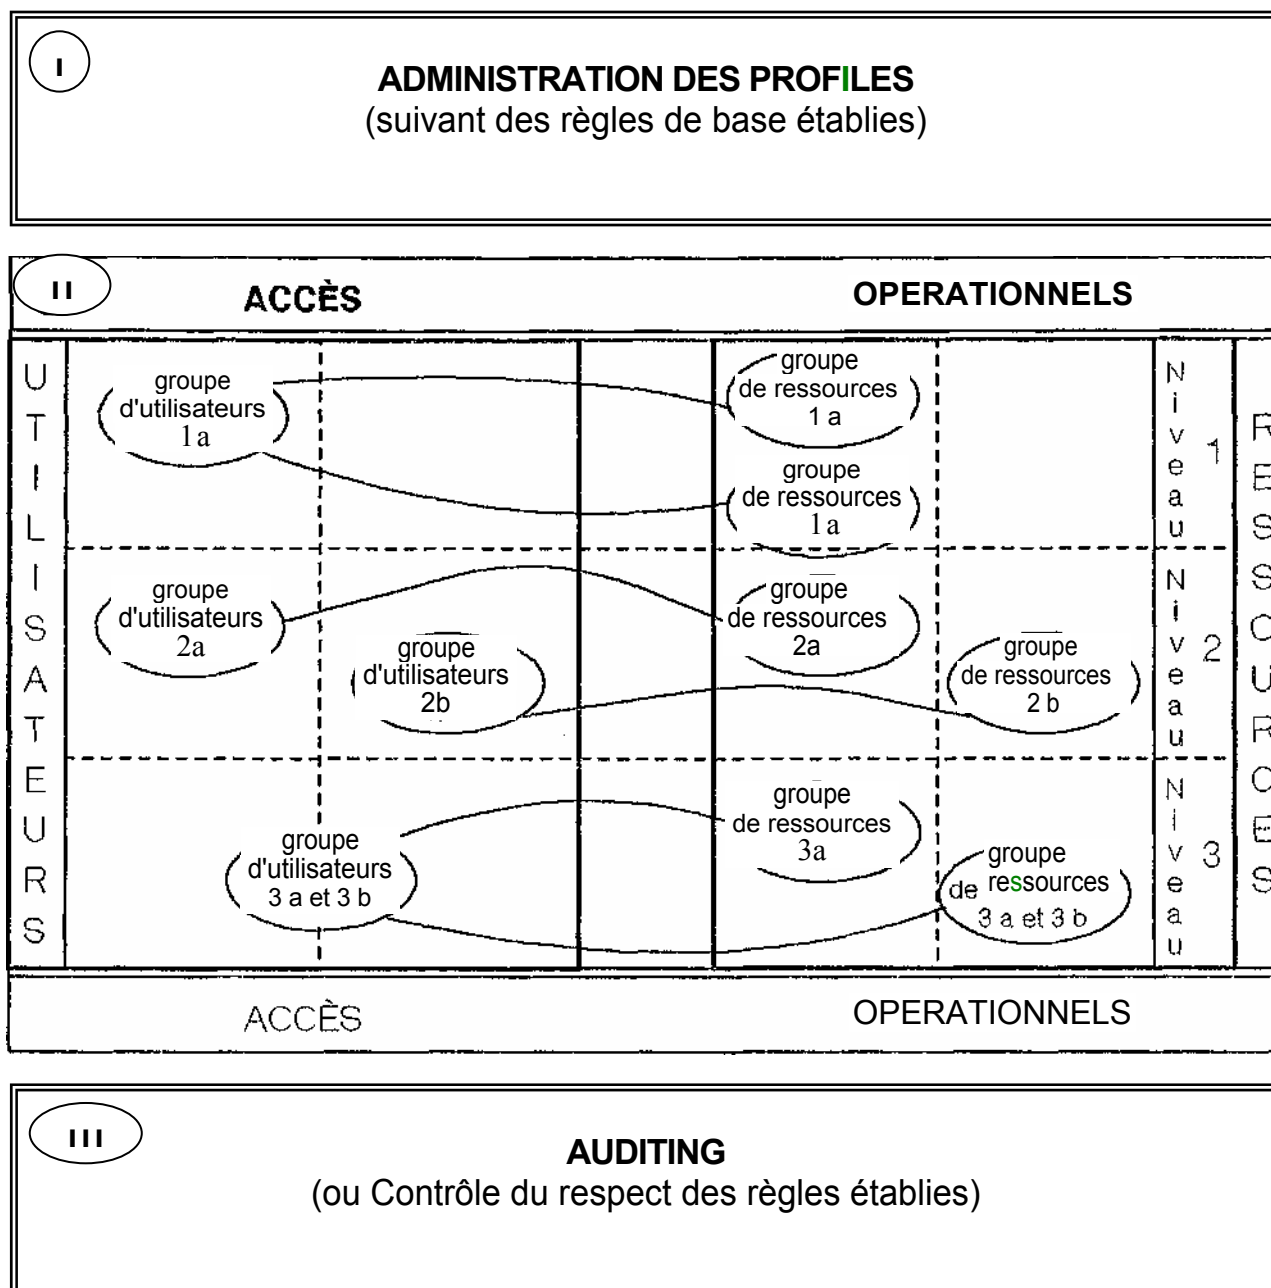 I
ADMINISTRATION DES PROFILES
(suivant des règles de base établies)
II
ACCÈS
OPERATIONNELS
UTILISATEURS
groupe
d'utilisateurs
1a
groupe
de ressources
1 a
groupe
de ressources
1a
Niveau
1
groupe
d'utilisateurs
2a
groupe
d'utilisateurs
2b
groupe
de ressources
2a
groupe
de ressources
2 b
Niveau
2
groupe
d'utilisateurs
3 a et 3 b
groupe
de ressources
3a
groupe
de ressources
3 a et 3 b
Niveau
3
RESSOURCES
ACCÈS
OPERATIONNELS
III
AUDITING
(ou Contrôle du respect des règles établies)